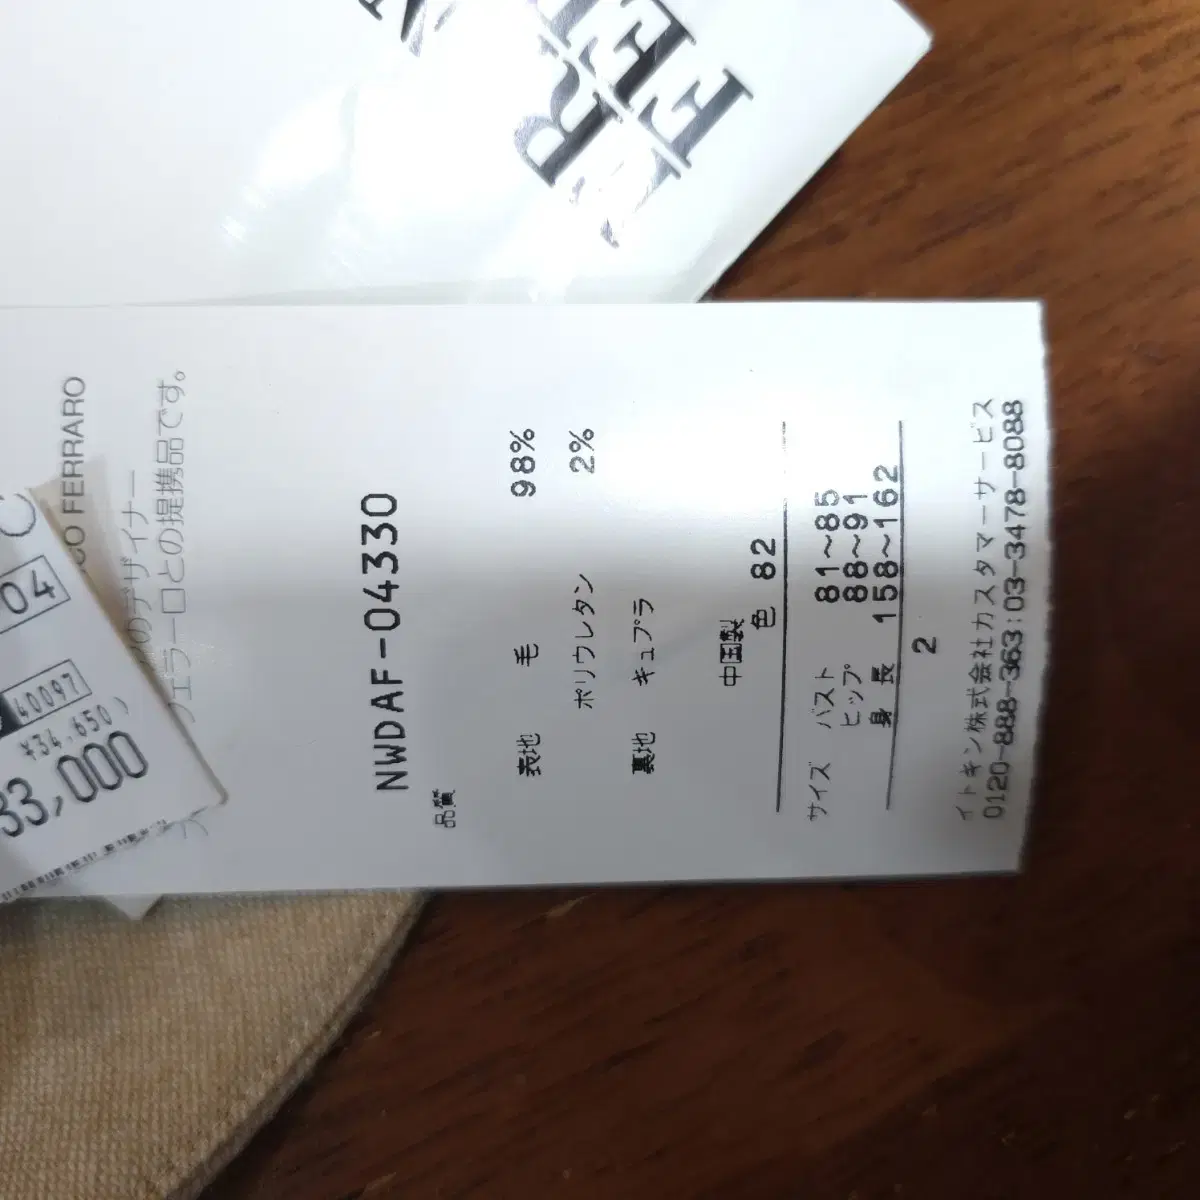 CO FERRARO
のデザイナー
フェラーロとの提携品です。
NWDAF-04330
品質
表地 毛 98%
ポリウレタン 2%
裏地 キュプラ
中国製
色 82
サイズ バスト 81~85
ヒップ 88~91
身長 158~162
2
イトキン株式会社カスタマーサービス
0120-888-363:03-3478-8088
04
40097
¥34,650)
33,000